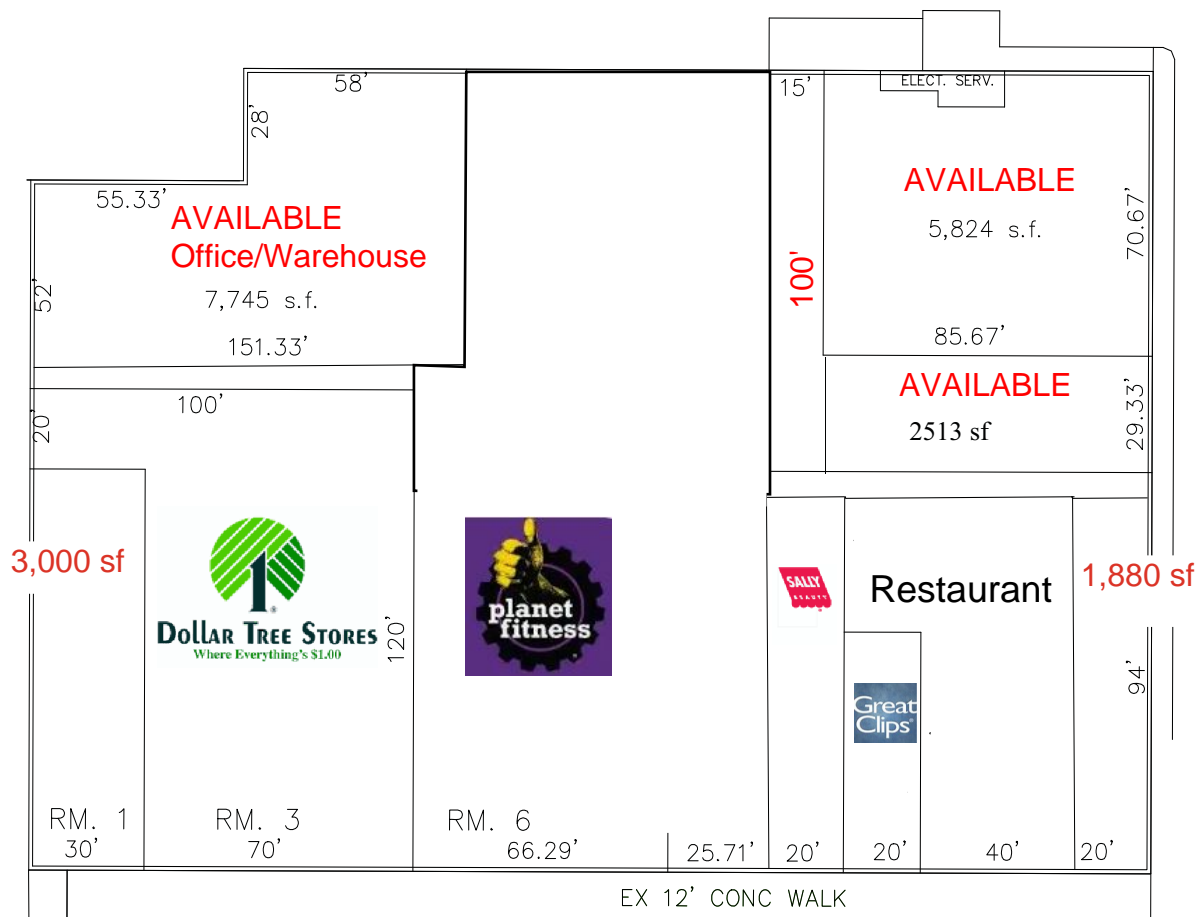 58'
15'
ELECT. SERV.
28'
55.33'
AVAILABLE
Office/Warehouse
7,745 s.f.
52'
151.33'
100'
AVAILABLE
5,824 s.f.
70.67'
85.67'
AVAILABLE
2513 sf
29.33'
100'
20'
3,000 sf
1
DOLLAR TREE STORES
Where Everything's $1.00
120'
planet
fitness
SALLY
BEAUTY
Restaurant
1,880 sf
94'
Great
Clips
RM. 1
RM. 3
RM. 6
30'
70'
66.29'
25.71'
20'
20'
40'
20'
EX 12' CONC WALK